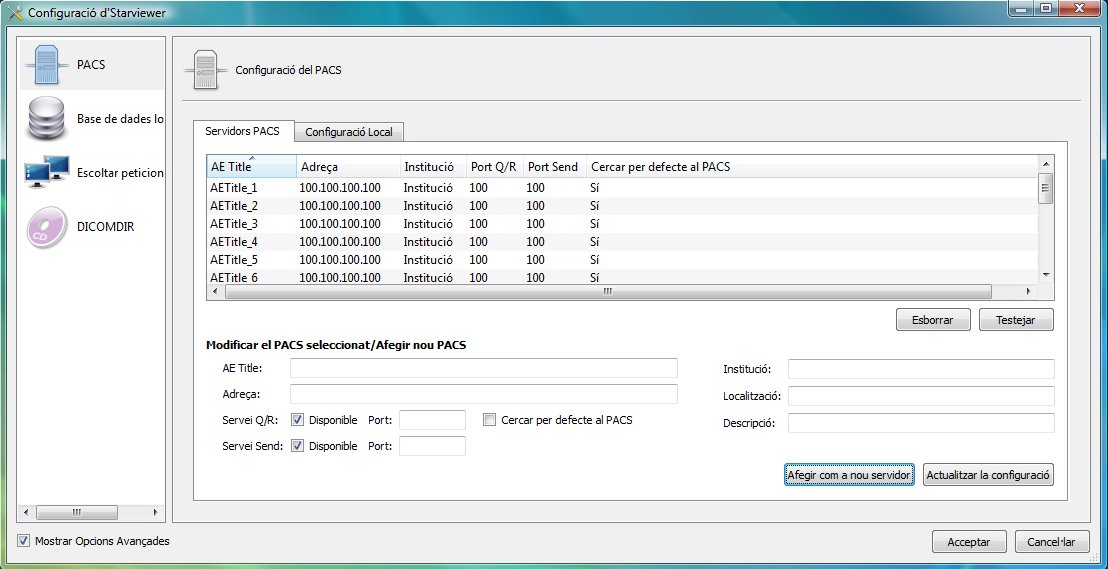 Configuració d'Starviewer
PACS
Base de dades lo
Escoltar peticion
DICOMDIR
CD
Configuració del PACS
Servidors PACS Configuració Local
AE Title Adreça Institució Port Q/R Port Send Cercar per defecte al PACS
AETitle_1 100.100.100.100 Institució 100 100 Sí
AETitle_2 100.100.100.100 Institució 100 100 Sí
AETitle_3 100.100.100.100 Institució 100 100 Sí
AETitle_4 100.100.100.100 Institució 100 100 Sí
AETitle_5 100.100.100.100 Institució 100 100 Sí
AETitle_6 100.100.100.100 Institució 100 100 Sí
Esborrar Testejar
Modificar el PACS seleccionat/Afegir nou PACS
AE Title: Institució:
Adreça: Localització:
Servei Q/R: Disponible Port: Cercar per defecte al PACS Descripció:
Servei Send: Disponible Port:
Afegir com a nou servidor Actualitzar la configuració
Mostrar Opcions Avançades Acceptar Cancel·lar